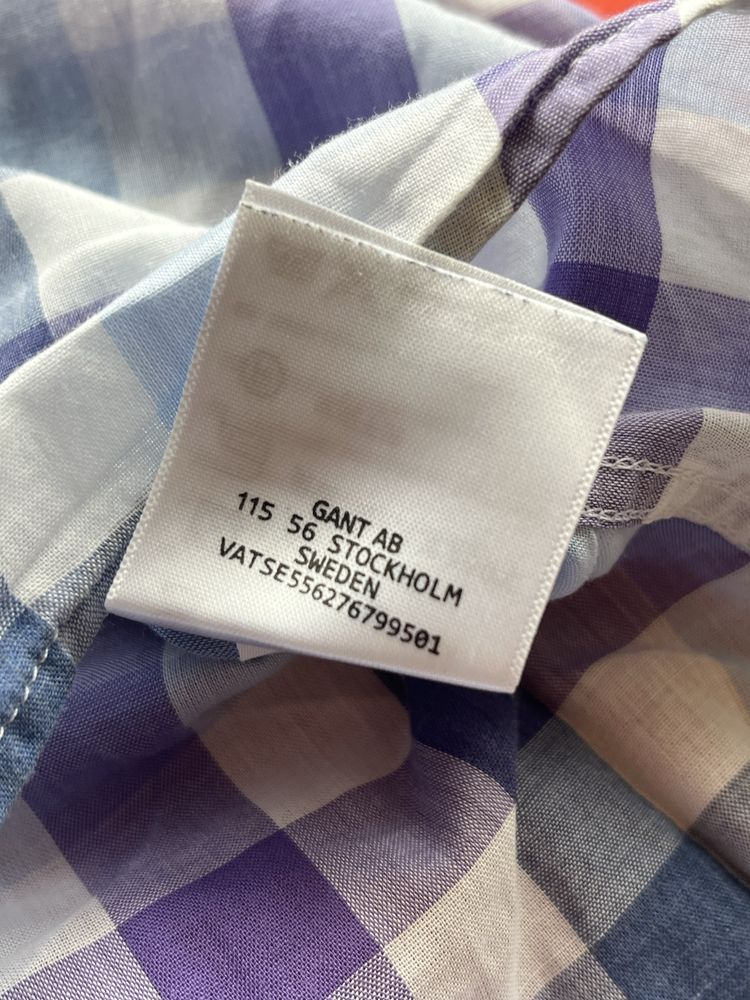 GANT AB
115 56 STOCKHOLM
SWEDEN
VATSE556276799501